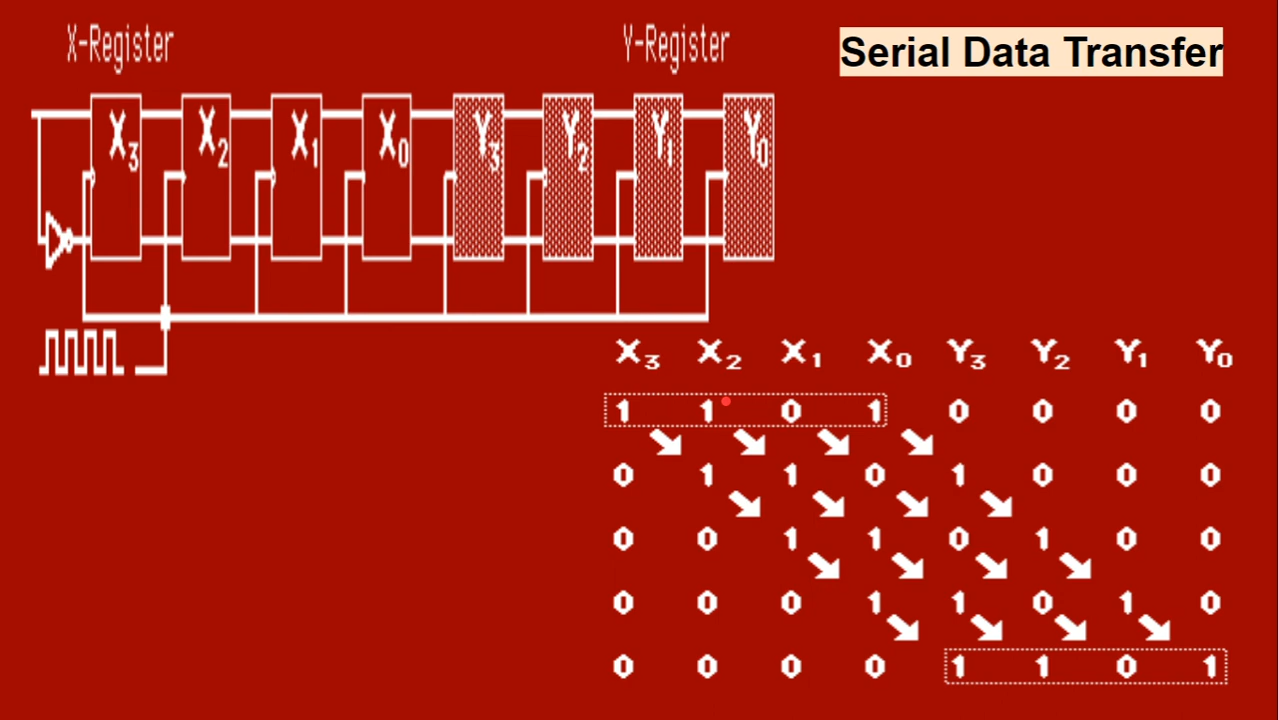 X-Register
Y-Register
Serial Data Transfer
X3 X2 X1 X0 Y3 Y2 Y1 Y0
X3 X2 X1 X0 Y3 Y2 Y1 Y0
1 1 0 1 0 0 0 0
0 1 1 0 1 0 0 0
0 0 1 1 0 1 0 0
0 0 0 1 1 0 1 0
0 0 0 0 1 1 0 1